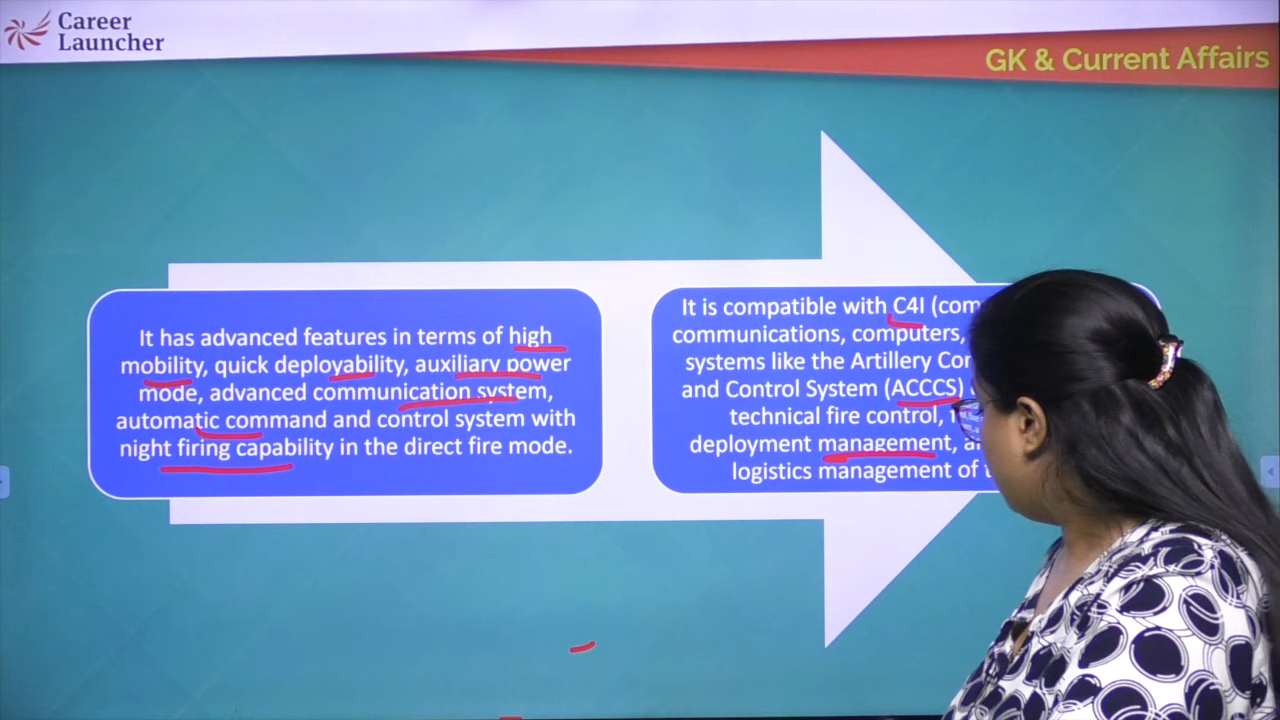 Career
Launcher
GK & Current Affairs
It has advanced features in terms of high
mobility, quick deployability, auxiliary power
mode, advanced communication system,
automatic command and control system with
night firing capability in the direct fire mode.
It is compatible with C4I (com
communications, computers,
systems like the Artillery Co
and Control System (ACCCS)
technical fire control,
deployment management,
logistics management of